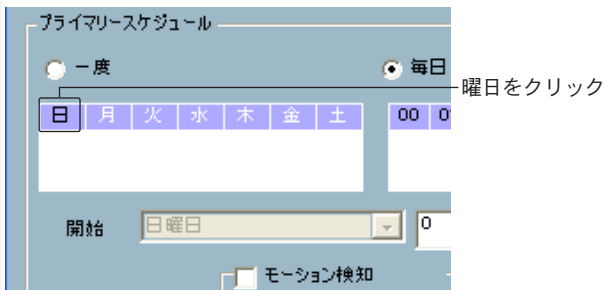 プライマリースケジュール
一度 毎日
曜日をクリック
日 月 火 水 木 金 土 00
開始 日曜日 0
モーション検知